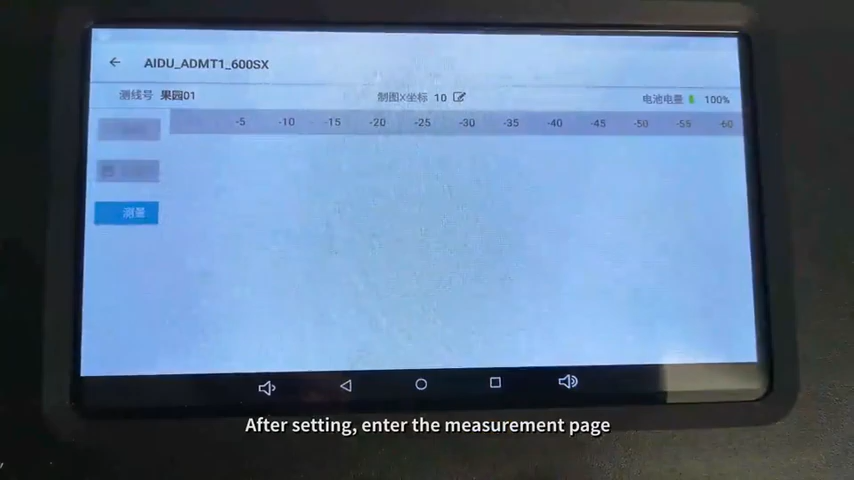 AIDU_ADMT1_600SX
测线号 果园01 制图X坐标 10 电池电量 100%
-5 -10 -15 -20 -25 -30 -35 -40 -45 -50 -55 -60
测量
After setting, enter the measurement page